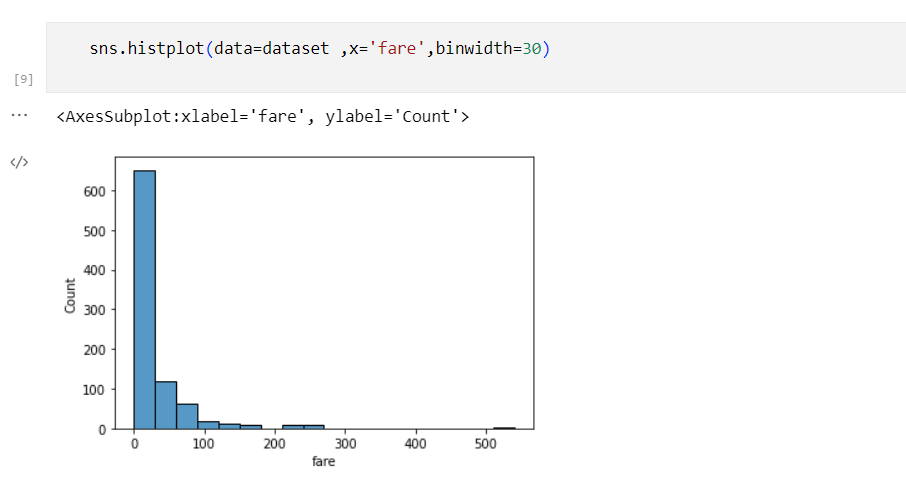 sns.histplot(data=dataset ,x='fare',binwidth=30)
[9]
... <AxesSubplot:xlabel='fare', ylabel='Count'>
</>
600
500
400
300
200
100
0
Count
0 100 200 300 400 500
fare